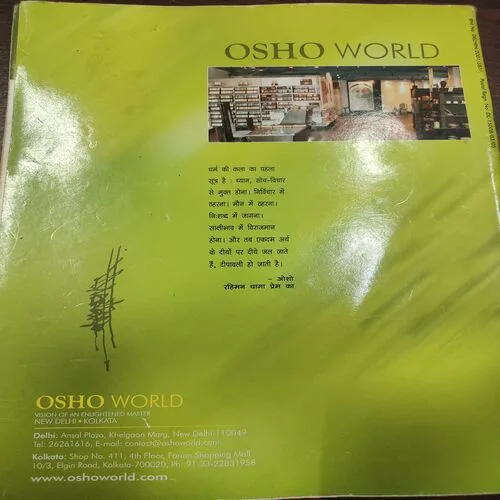 OSHO WORLD
धर्म की कला का पहला
सूत्र है : ध्यान, सोच-विचार
से मुक्त होना। निर्विचार में
ठहरना। मौन में ठहरना।
निःशब्द में जागना।
साक्षीभाव में विराजमान
होना। और तब एकदम अर्थ
के दीयों पर दीये जल जाते
हैं, दीपावली हो जाती है।
- ओशो
रहिमन धागा प्रेम का
OSHO WORLD
VISION OF AN ENLIGHTENED MASTER
NEW DELHI • KOLKATA
Delhi: Ansal Plaza, Khelgaon Marg, New Delhi-110049
Tel: 26261616, E-mail: contact@oshoworld.com
Kolkata: Shop No. 411, 4th Floor, Forum Shopping Mall
10/3, Elgin Road, Kolkata-700020, Ph: 91-33-22831958
www.oshoworld.com